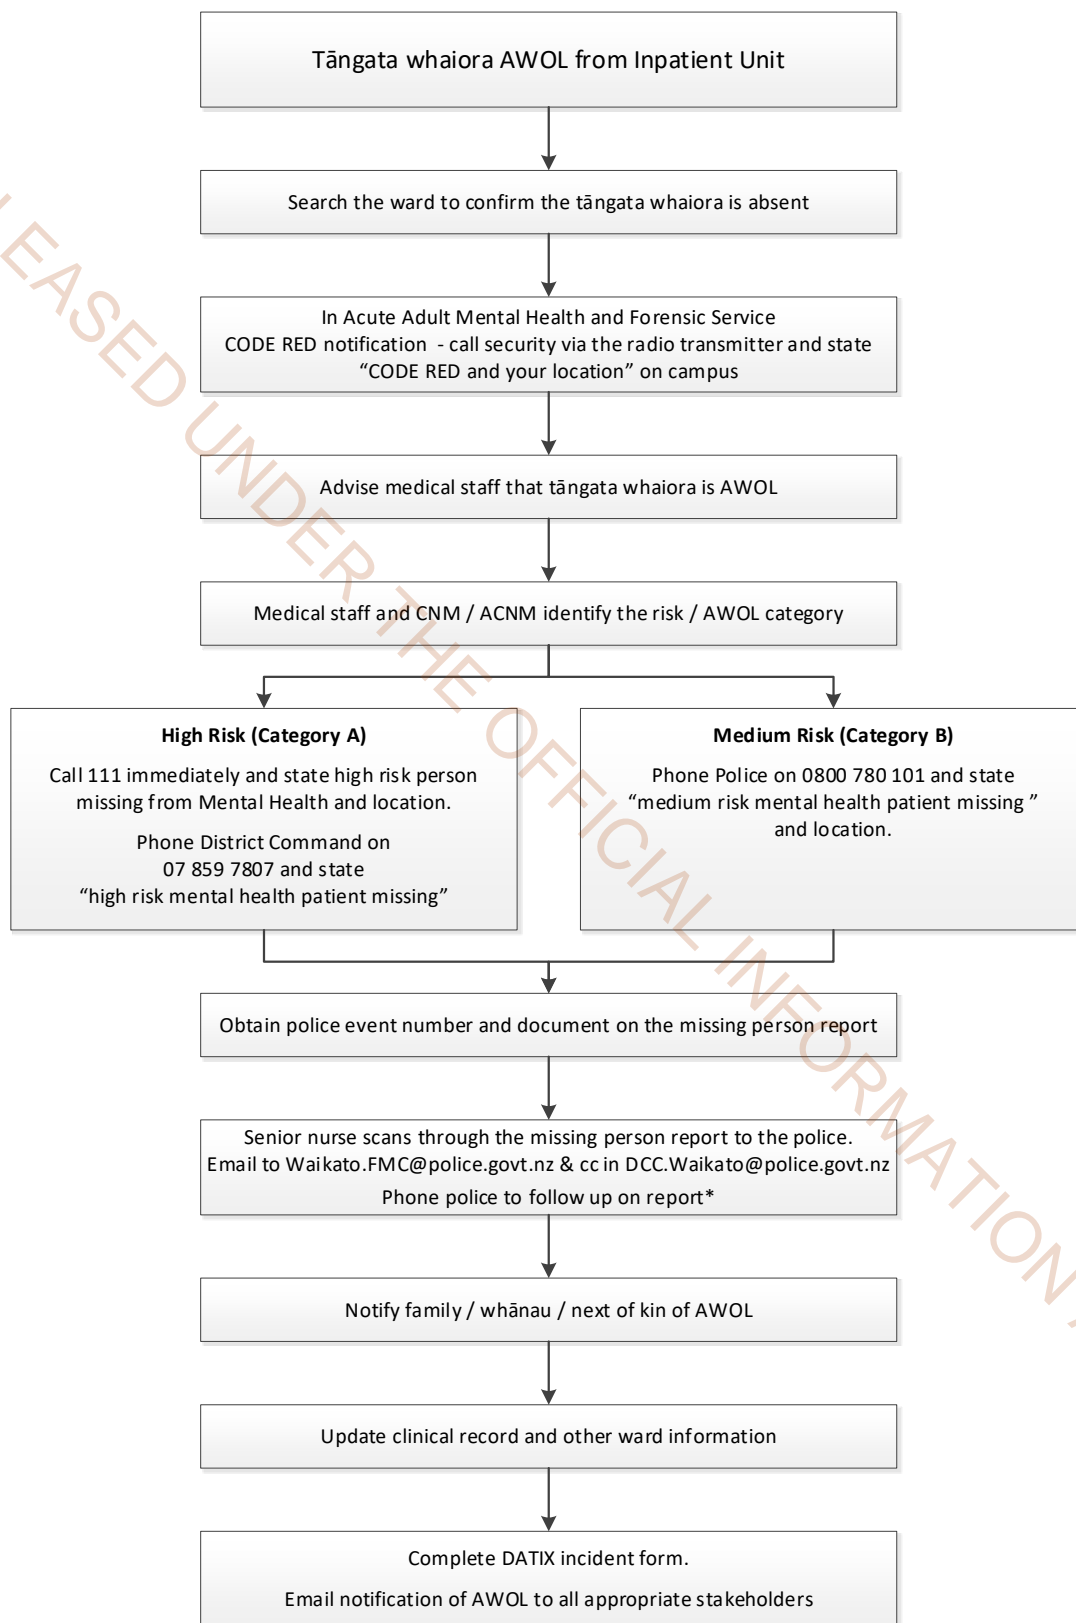 Tāngata whaiora AWOL from Inpatient Unit
Search the ward to confirm the tāngata whaiora is absent
In Acute Adult Mental Health and Forensic Service
CODE RED notification - call security via the radio transmitter and state
“CODE RED and your location” on campus
Advise medical staff that tāngata whaiora is AWOL
Medical staff and CNM / ACNM identify the risk / AWOL category
High Risk (Category A)
Call 111 immediately and state high risk person
missing from Mental Health and location.
Phone District Command on
07 859 7807 and state
“high risk mental health patient missing”
Medium Risk (Category B)
Phone Police on 0800 780 101 and state
“medium risk mental health patient missing ”
and location.
Obtain police event number and document on the missing person report
Senior nurse scans through the missing person report to the police.
Email to Waikato.FMC@police.govt.nz & cc in DCC.Waikato@police.govt.nz
Phone police to follow up on report*
Notify family / whānau / next of kin of AWOL
Update clinical record and other ward information
Complete DATIX incident form.
Email notification of AWOL to all appropriate stakeholders
LEASED UNDER THE OFFICIAL INFORMATION A